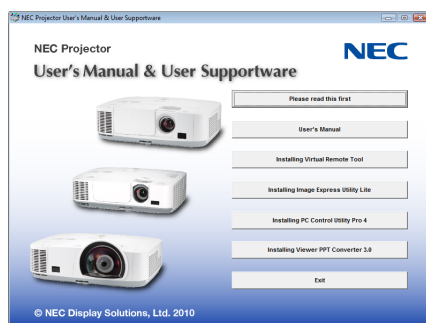 NEC Projector User's Manual & User Supportware
NEC Projector
NEC
User's Manual & User Supportware
Please read this first
User's Manual
Installing Virtual Remote Tool
Installing Image Express Utility Lite
Installing PC Control Utility Pro 4
Installing Viewer PPT Converter 3.0
Exit
© NEC Display Solutions, Ltd. 2010